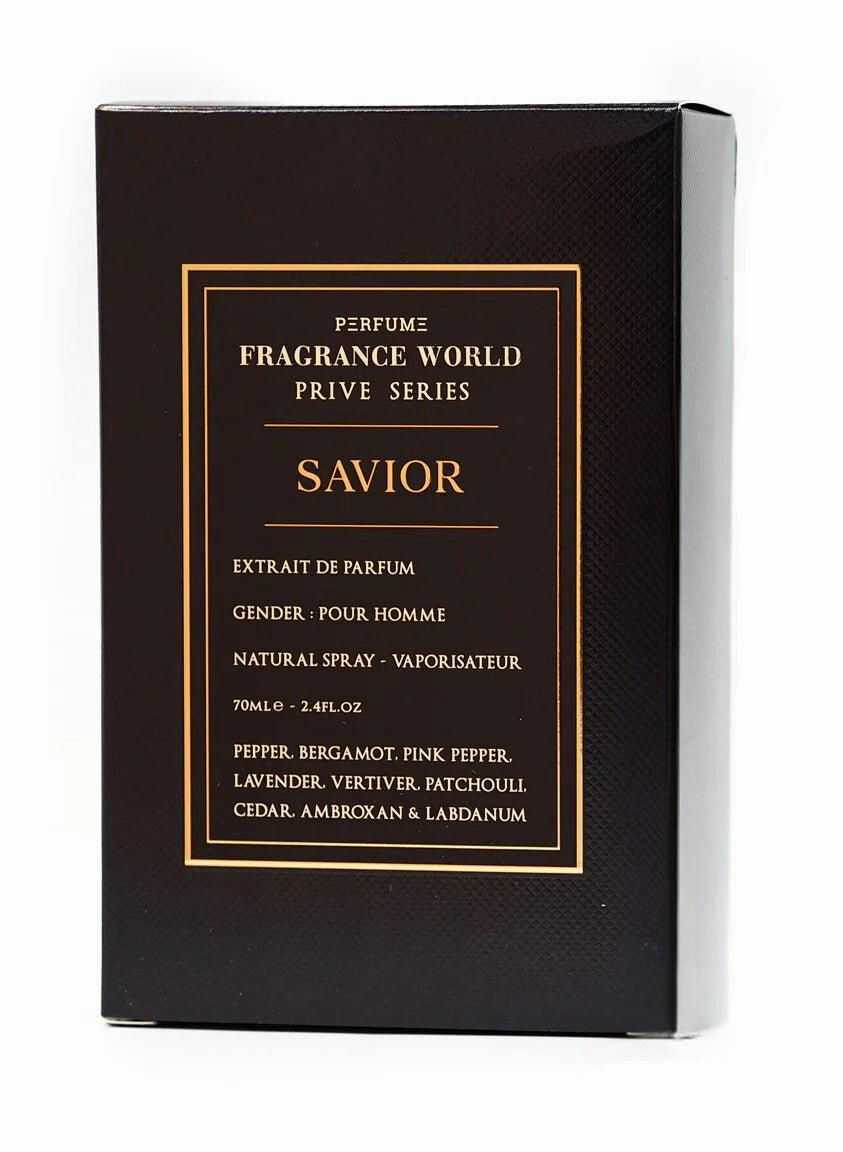 PERFUME
FRAGRANCE WORLD
PRIVE SERIES
SAVIOR
EXTRAIT DE PARFUM
GENDER : POUR HOMME
NATURAL SPRAY - VAPORISATEUR
70ML℮ - 2.4FL.OZ
PEPPER, BERGAMOT, PINK PEPPER,
LAVENDER, VERTIVER, PATCHOULI,
CEDAR, AMBROXAN & LABDANUM